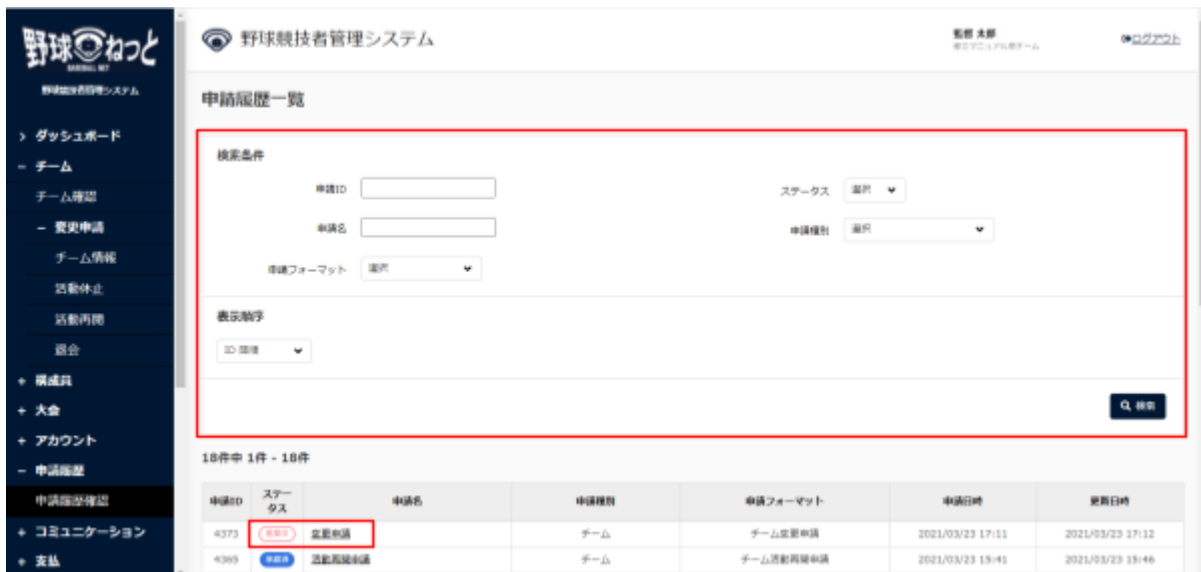 野球ねっと
BASEBALL NET
野球競技者管理システム
野球競技者管理システム
監督 太郎
ログアウト
申請履歴一覧
> ダッシュボード
− チーム
チーム確認
− 変更申請
チーム情報
活動休止
活動再開
退会
+ 構成員
+ 大会
+ アカウント
− 申請履歴
申請履歴確認
+ コミュニケーション
+ 支払
検索条件
申請ID
ステータス 選択
申請名
申請種別 選択
申請フォーマット 選択
表示順序
ID 降順
検索
18件中 1件 - 18件
申請ID ステータス 申請名 申請種別 申請フォーマット 申請日時 更新日時
4373 変更申請 チーム チーム変更申請 2021/03/23 17:11 2021/03/23 17:12
4365 承認済 活動再開申請 チーム チーム活動再開申請 2021/03/23 15:41 2021/03/23 15:46